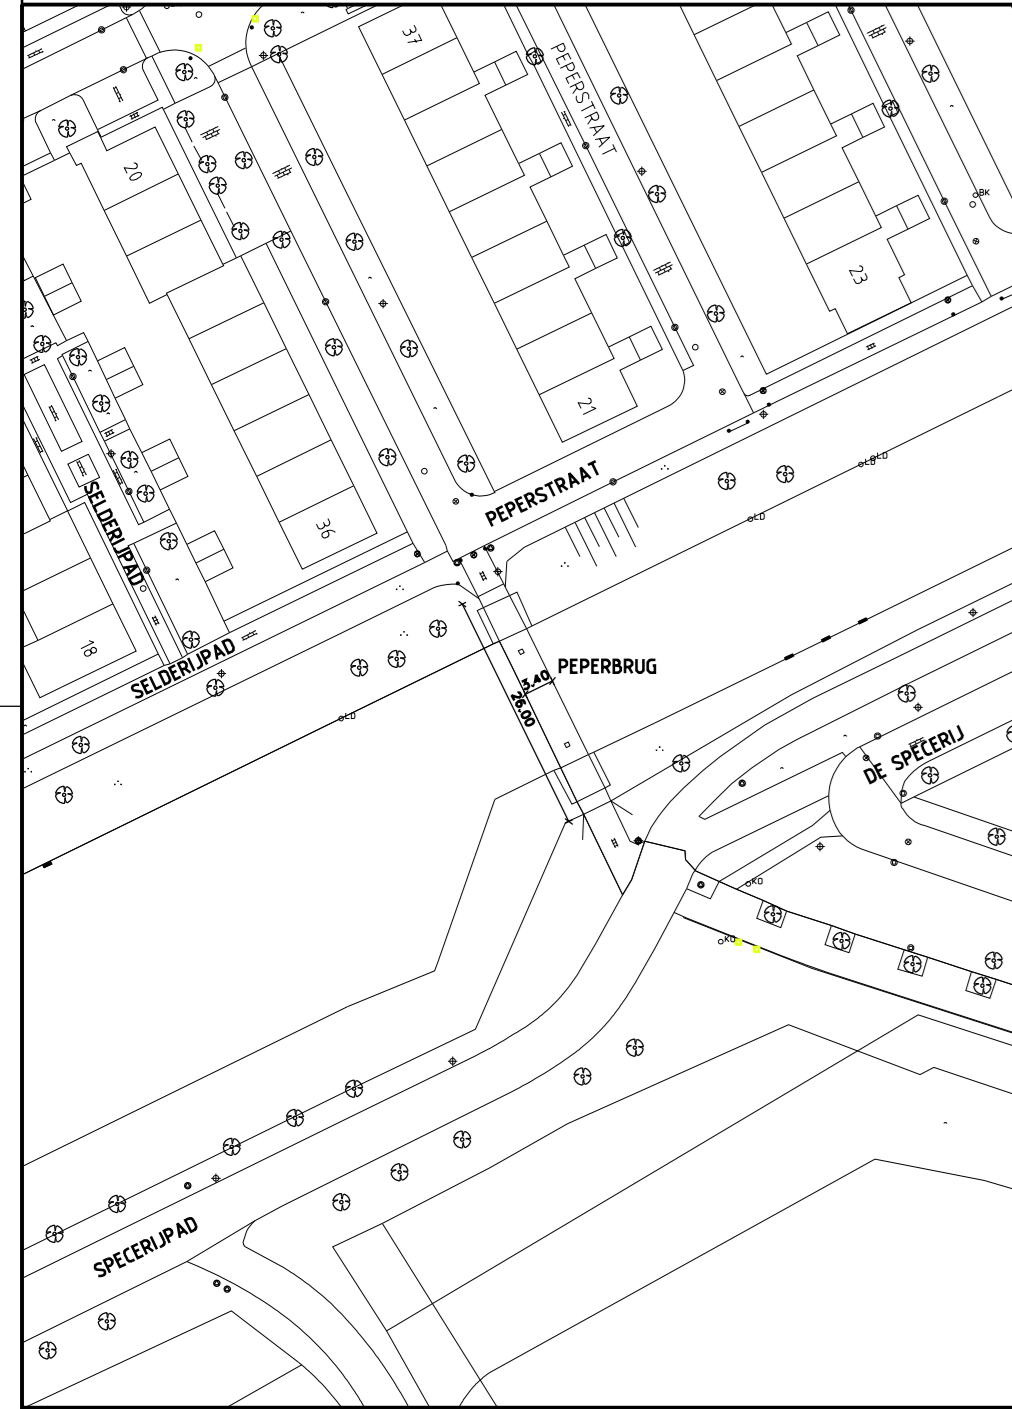 37
PEPERSTRAAT
20
BK
23
21
PEPERSTRAAT
LD
LD
LD
SELDERIJPAD
36
18
SELDERIJPAD
PEPERBRUG
3.40
26.00
LD
DE SPECERIJ
KO
KO
SPECERIJPAD